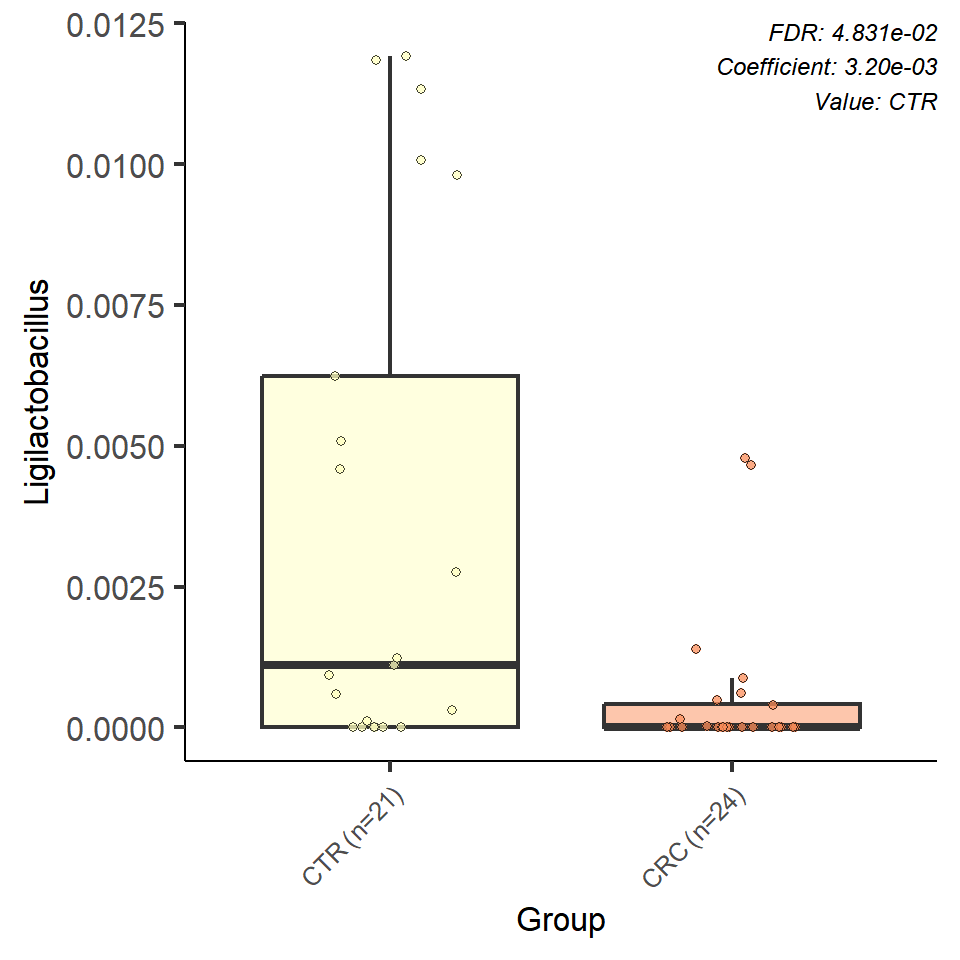 FDR: 4.831e-02
Coefficient: 3.20e-03
Value: CTR
0.0125
0.0100
0.0075
0.0050
0.0025
0.0000
Ligilactobacillus
CTR (n=21)
CRC (n=24)
Group